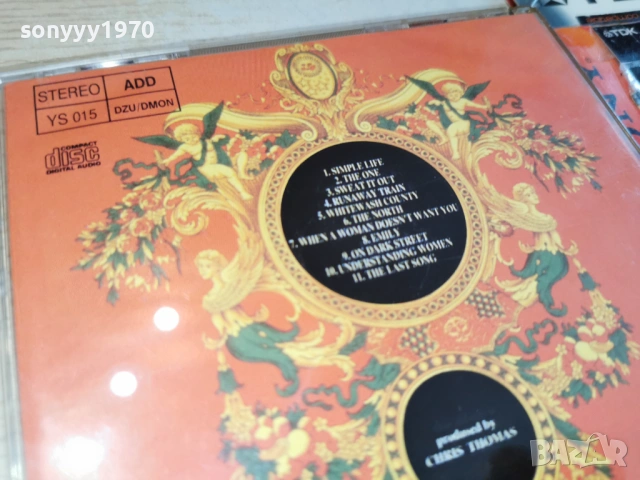 sonyyy1970
STEREO
ADD
YS 015
DZU/DMON
COMPACT
disc
DIGITAL AUDIO
TDK
1. SIMPLE LIFE
2. THE ONE
3. SWEAT IT OUT
4. RUNAWAY TRAIN
5. WHITEWASH COUNTY
6. THE NORTH
7. WHEN A WOMAN DOESN'T WANT YOU
8. EMILY
9. ON DARK STREET
10. UNDERSTANDING WOMEN
11. THE LAST SONG
produced by
CHRIS THOMAS
BAZAR